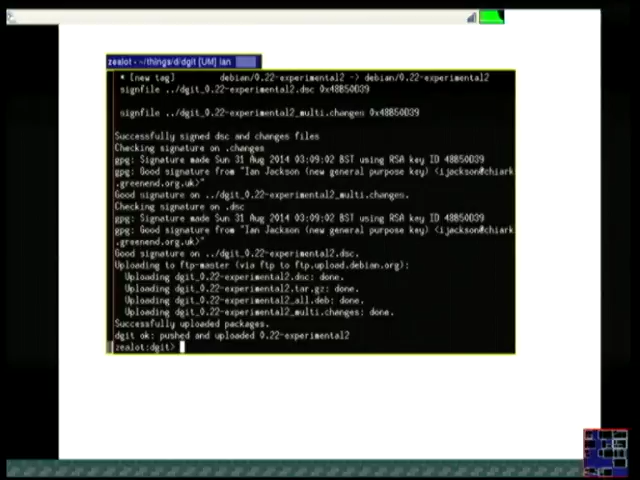 zealot - ~/things/d/dgit [UM] ian
* [new tag]         debian/0.22-experimental2 -> debian/0.22-experimental2
signfile ../dgit_0.22-experimental2.dsc 0x48B50D39
signfile ../dgit_0.22-experimental2_multi.changes 0x48B50D39
Successfully signed dsc and changes files
Checking signature on .changes
gpg: Signature made Sun 31 Aug 2014 03:09:02 BST using RSA key ID 48B50D39
gpg: Good signature from "Ian Jackson (new general purpose key) <ijackson@chiark
.greenend.org.uk>"
Good signature on ../dgit_0.22-experimental2_multi.changes.
Checking signature on .dsc
gpg: Signature made Sun 31 Aug 2014 03:09:02 BST using RSA key ID 48B50D39
gpg: Good signature from "Ian Jackson (new general purpose key) <ijackson@chiark
.greenend.org.uk>"
Good signature on ../dgit_0.22-experimental2.dsc.
Uploading to ftp-master (via ftp to ftp.upload.debian.org):
Uploading dgit_0.22-experimental2.dsc: done.
Uploading dgit_0.22-experimental2.tar.gz: done.
Uploading dgit_0.22-experimental2_all.deb: done.
Uploading dgit_0.22-experimental2_multi.changes: done.
Successfully uploaded packages.
dgit ok: pushed and uploaded 0.22-experimental2
zealot:dgit>